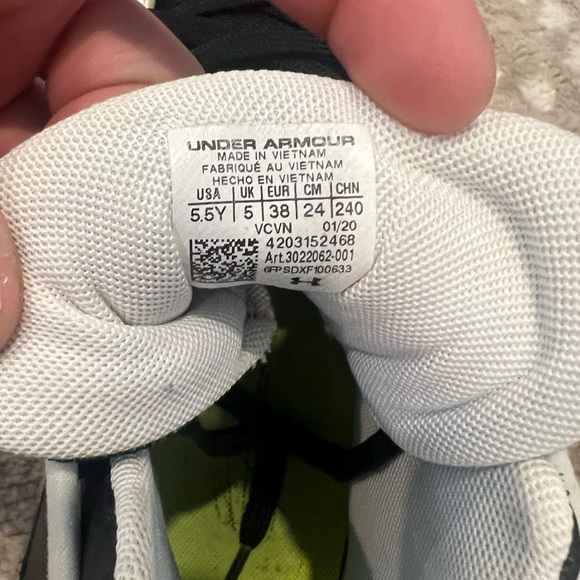 UNDER ARMOUR
MADE IN VIETNAM
FABRIQUÉ AU VIETNAM
HECHO EN VIETNAM
USA UK EUR CM CHN
5.5Y 5 38 24 240
VCVN 01/20
4203152468
Art.3022062-001
6FPSDXF100633